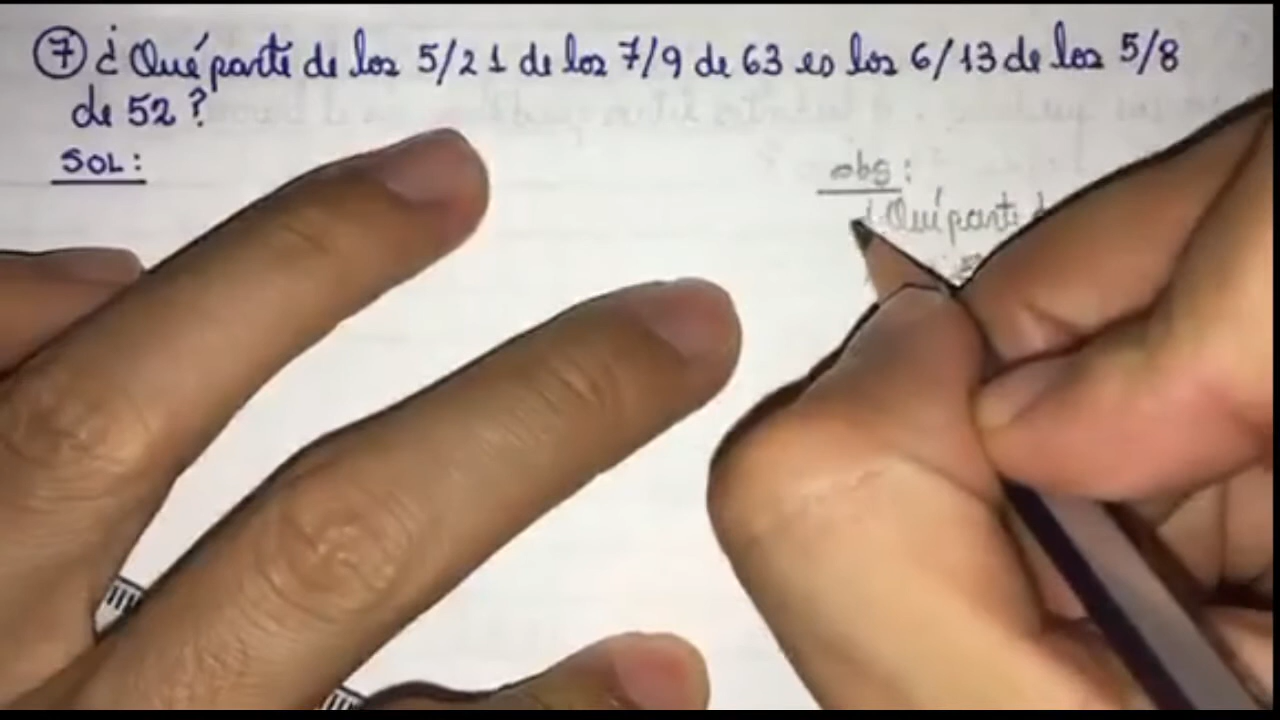 7 ¿Qué parte de los 5/21 de los 7/9 de 63 es los 6/13 de los 5/8
de 52?
SOL:
obs:
¿Qué parte